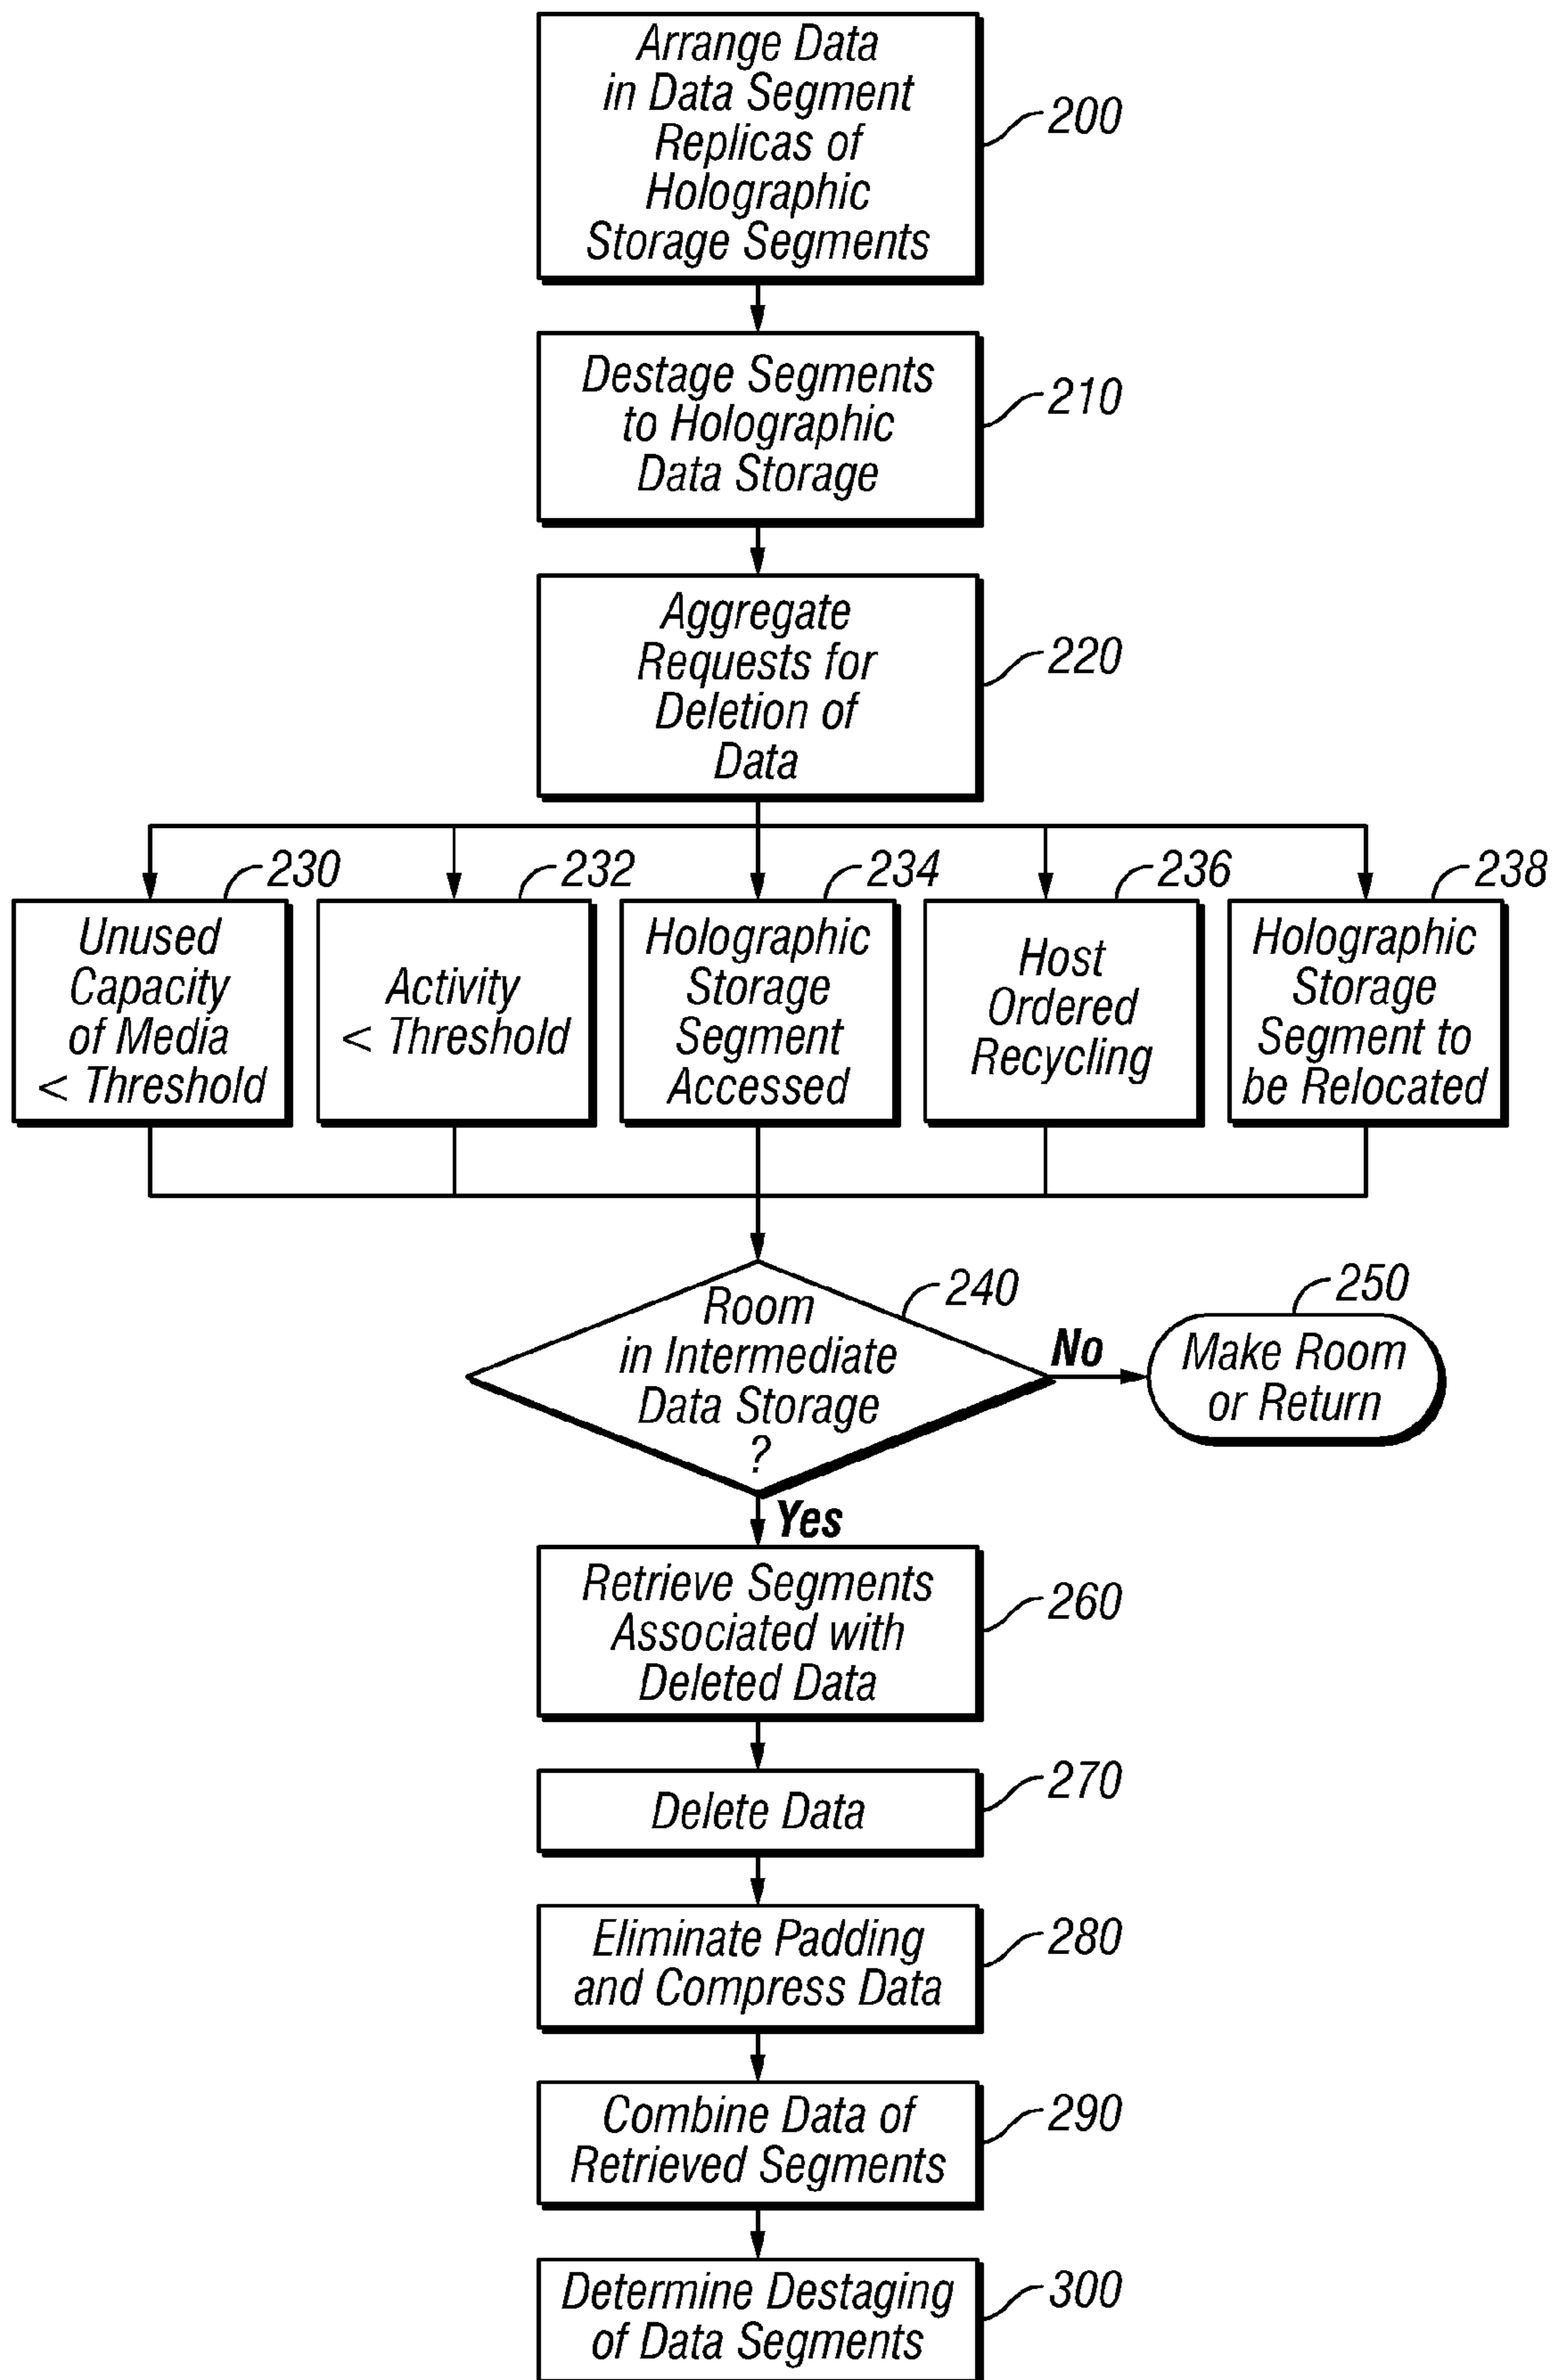 Arrange Data
in Data Segment
Replicas of
Holographic
Storage Segments
200
Destage Segments
to Holographic
Data Storage
210
Aggregate
Requests for
Deletion of
Data
220
230
Unused
Capacity
of Media
< Threshold
232
Activity
< Threshold
234
Holographic
Storage
Segment
Accessed
236
Host
Ordered
Recycling
238
Holographic
Storage
Segment to
be Relocated
240
Room
in Intermediate
Data Storage
?
No
250
Make Room
or Return
Yes
Retrieve Segments
Associated with
Deleted Data
260
Delete Data
270
Eliminate Padding
and Compress Data
280
Combine Data of
Retrieved Segments
290
Determine Destaging
of Data Segments
300